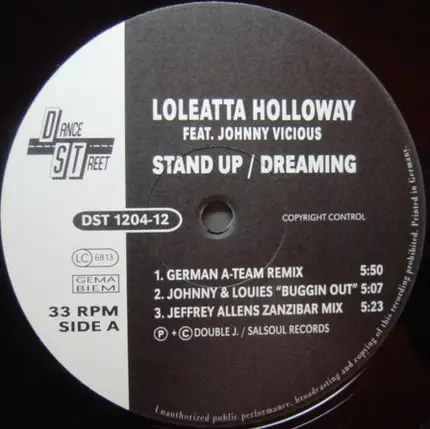 LOLEATTA HOLLOWAY
FEAT. JOHNNY VICIOUS
STAND UP / DREAMING
DANCE
STREET
DST 1204-12
COPYRIGHT CONTROL
LC 6813
GEMA
BIEM
33 RPM
SIDE A
1. GERMAN A-TEAM REMIX 5:50
2. JOHNNY & LOUIES "BUGGIN OUT" 5:07
3. JEFFREY ALLENS ZANZIBAR MIX 5:23
Ⓟ + Ⓒ DOUBLE J. / SALSOUL RECORDS
Unauthorized public performance, broadcasting and copying of this recording prohibited. Printed in Germany.